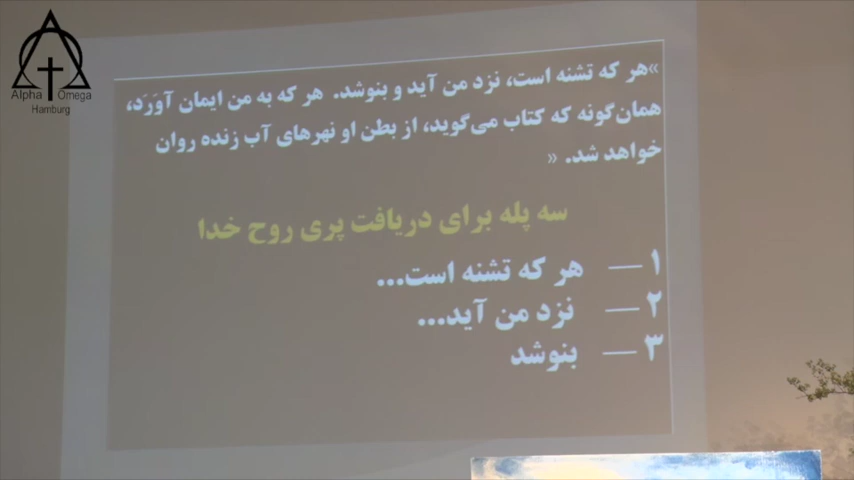 Alpha Omega
Hamburg
»هر که تشنه است، نزد من آید و بنوشد. هر که به من ایمان آوَرَد،
همان‌گونه که کتاب می‌گوید، از بطن او نهرهای آب زنده روان
خواهد شد. «
سه پله برای دریافت پری روح خدا
۱ — هر که تشنه است...
۲ — نزد من آید...
۳ — بنوشد